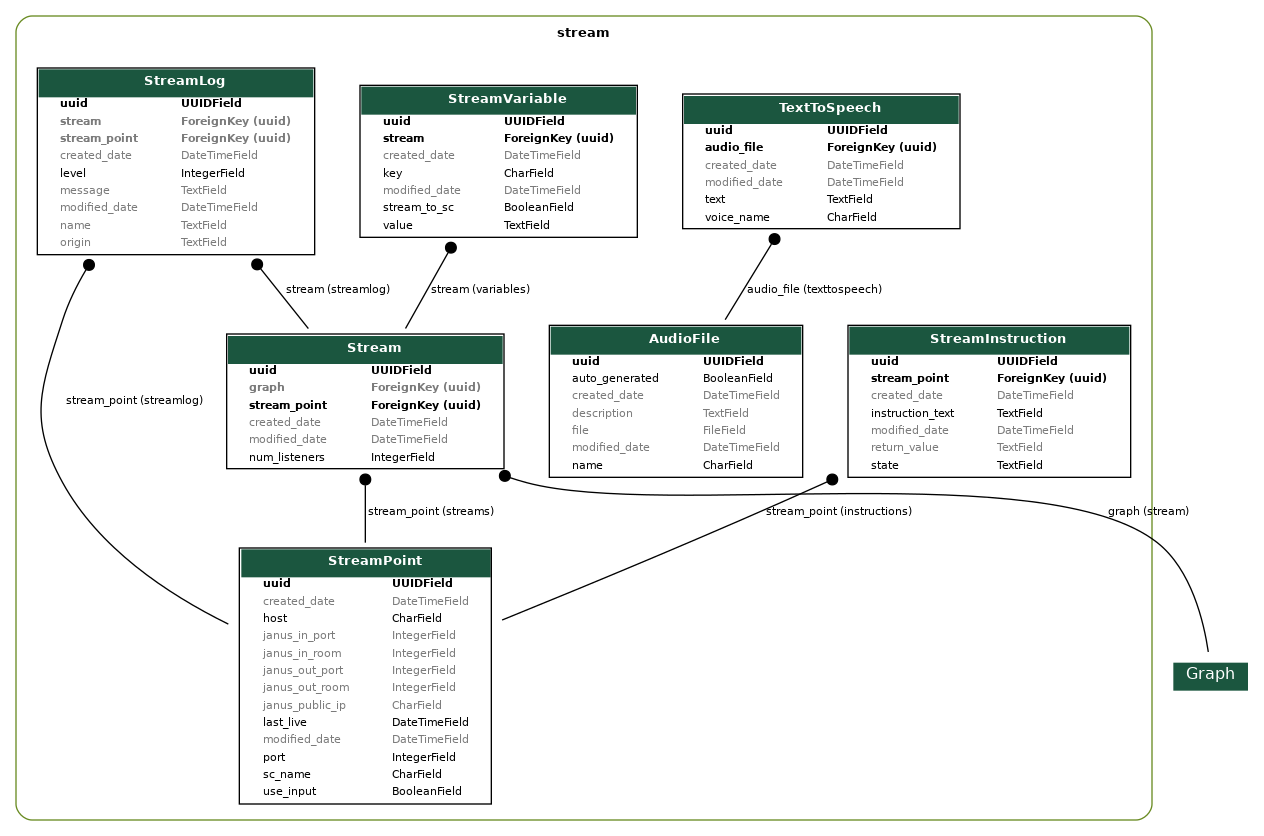 stream
StreamLog
uuid UUIDField
stream ForeignKey (uuid)
stream_point ForeignKey (uuid)
created_date DateTimeField
level IntegerField
message TextField
modified_date DateTimeField
name TextField
origin TextField
StreamVariable
uuid UUIDField
stream ForeignKey (uuid)
created_date DateTimeField
key CharField
modified_date DateTimeField
stream_to_sc BooleanField
value TextField
TextToSpeech
uuid UUIDField
audio_file ForeignKey (uuid)
created_date DateTimeField
modified_date DateTimeField
text TextField
voice_name CharField
stream (streamlog)
stream (variables)
audio_file (texttospeech)
Stream
uuid UUIDField
graph ForeignKey (uuid)
stream_point ForeignKey (uuid)
created_date DateTimeField
modified_date DateTimeField
num_listeners IntegerField
AudioFile
uuid UUIDField
auto_generated BooleanField
created_date DateTimeField
description TextField
file FileField
modified_date DateTimeField
name CharField
StreamInstruction
uuid UUIDField
stream_point ForeignKey (uuid)
created_date DateTimeField
instruction_text TextField
modified_date DateTimeField
return_value TextField
state TextField
stream_point (streamlog)
stream_point (streams)
stream_point (instructions)
graph (stream)
StreamPoint
uuid UUIDField
created_date DateTimeField
host CharField
janus_in_port IntegerField
janus_in_room IntegerField
janus_out_port IntegerField
janus_out_room IntegerField
janus_public_ip CharField
last_live DateTimeField
modified_date DateTimeField
port IntegerField
sc_name CharField
use_input BooleanField
Graph